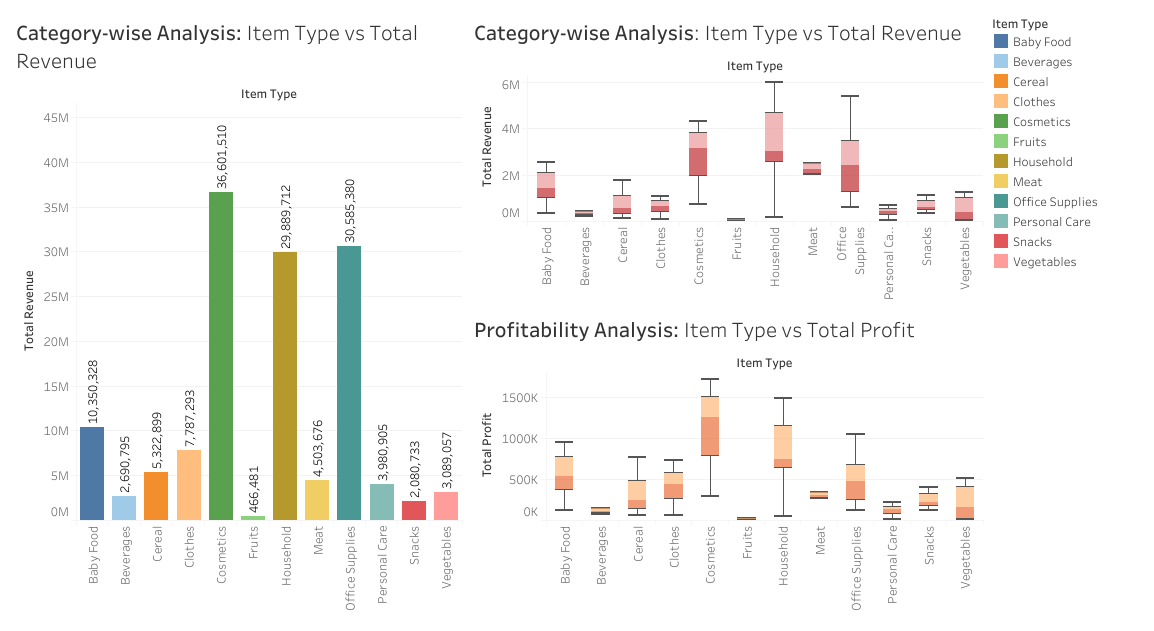 Category-wise Analysis: Item Type vs Total
Revenue
Item Type
Total Revenue
45M
40M
35M
30M
25M
20M
15M
10M
5M
0M
10,350,328
2,690,795
5,322,899
7,787,293
36,601,510
466,481
29,889,712
4,503,676
30,585,380
3,980,905
2,080,733
3,089,057
Baby Food
Beverages
Cereal
Clothes
Cosmetics
Fruits
Household
Meat
Office Supplies
Personal Care
Snacks
Vegetables
Category-wise Analysis: Item Type vs Total Revenue
Item Type
Total Revenue
6M
4M
2M
0M
Baby Food
Beverages
Cereal
Clothes
Cosmetics
Fruits
Household
Meat
Office
Supplies
Personal Ca..
Snacks
Vegetables
Profitability Analysis: Item Type vs Total Profit
Item Type
Total Profit
1500K
1000K
500K
0K
Baby Food
Beverages
Cereal
Clothes
Cosmetics
Fruits
Household
Meat
Office Supplies
Personal Care
Snacks
Vegetables
Item Type
Baby Food
Beverages
Cereal
Clothes
Cosmetics
Fruits
Household
Meat
Office Supplies
Personal Care
Snacks
Vegetables